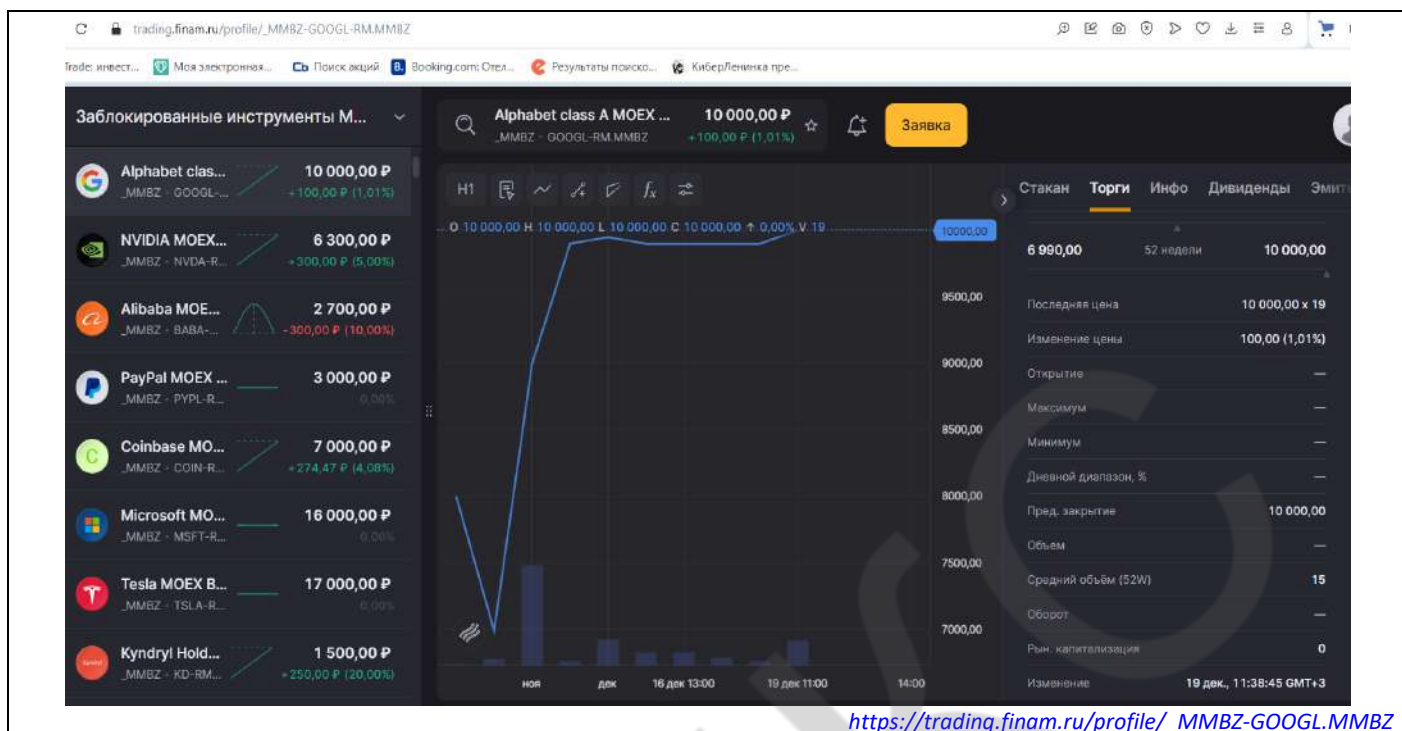 trading.finam.ru/profile/_MMBZ-GOOGL-RM.MMBZ
Trade: инвест... Моя электронная... Сь Поиск акций B. Booking.com: Отел... Результаты поиско... КиберЛенинка пре...
Заблокированные инструменты М...
Alphabet clas... 10 000,00 ₽
_MMBZ · GOOGL-... +100,00 ₽ (1,01%)
NVIDIA MOEX... 6 300,00 ₽
_MMBZ · NVDA-R... +300,00 ₽ (5,00%)
Alibaba MOE... 2 700,00 ₽
_MMBZ · BABA-... -300,00 ₽ (10,00%)
PayPal MOEX ... 3 000,00 ₽
_MMBZ · PYPL-R... 0,00%
Coinbase MO... 7 000,00 ₽
_MMBZ · COIN-R... +274,47 ₽ (4,08%)
Microsoft MO... 16 000,00 ₽
_MMBZ · MSFT-R... 0,00%
Tesla MOEX B... 17 000,00 ₽
_MMBZ · TSLA-R... 0,00%
Kyndryl Hold... 1 500,00 ₽
_MMBZ · KD-RM... +250,00 ₽ (20,00%)
Alphabet class A MOEX ... 10 000,00 ₽
_MMBZ · GOOGL-RM.MMBZ +100,00 ₽ (1,01%)
Заявка
H1
O 10 000,00 H 10 000,00 L 10 000,00 C 10 000,00 ↑ 0,00% V 19
10000,00
9500,00
9000,00
8500,00
8000,00
7500,00
7000,00
ноя дек 16 дек 13:00 19 дек 11:00 14:00
Стакан Торги Инфо Дивиденды Эмит
6 990,00 52 недели 10 000,00
Последняя цена 10 000,00 x 19
Изменение цены 100,00 (1,01%)
Открытие —
Максимум —
Минимум —
Дневной диапазон, % —
Пред. закрытие 10 000,00
Объем —
Средний объём (52W) 15
Оборот —
Рын. капитализация 0
Изменение 19 дек., 11:38:45 GMT+3
https://trading.finam.ru/profile/_MMBZ-GOOGL.MMBZ